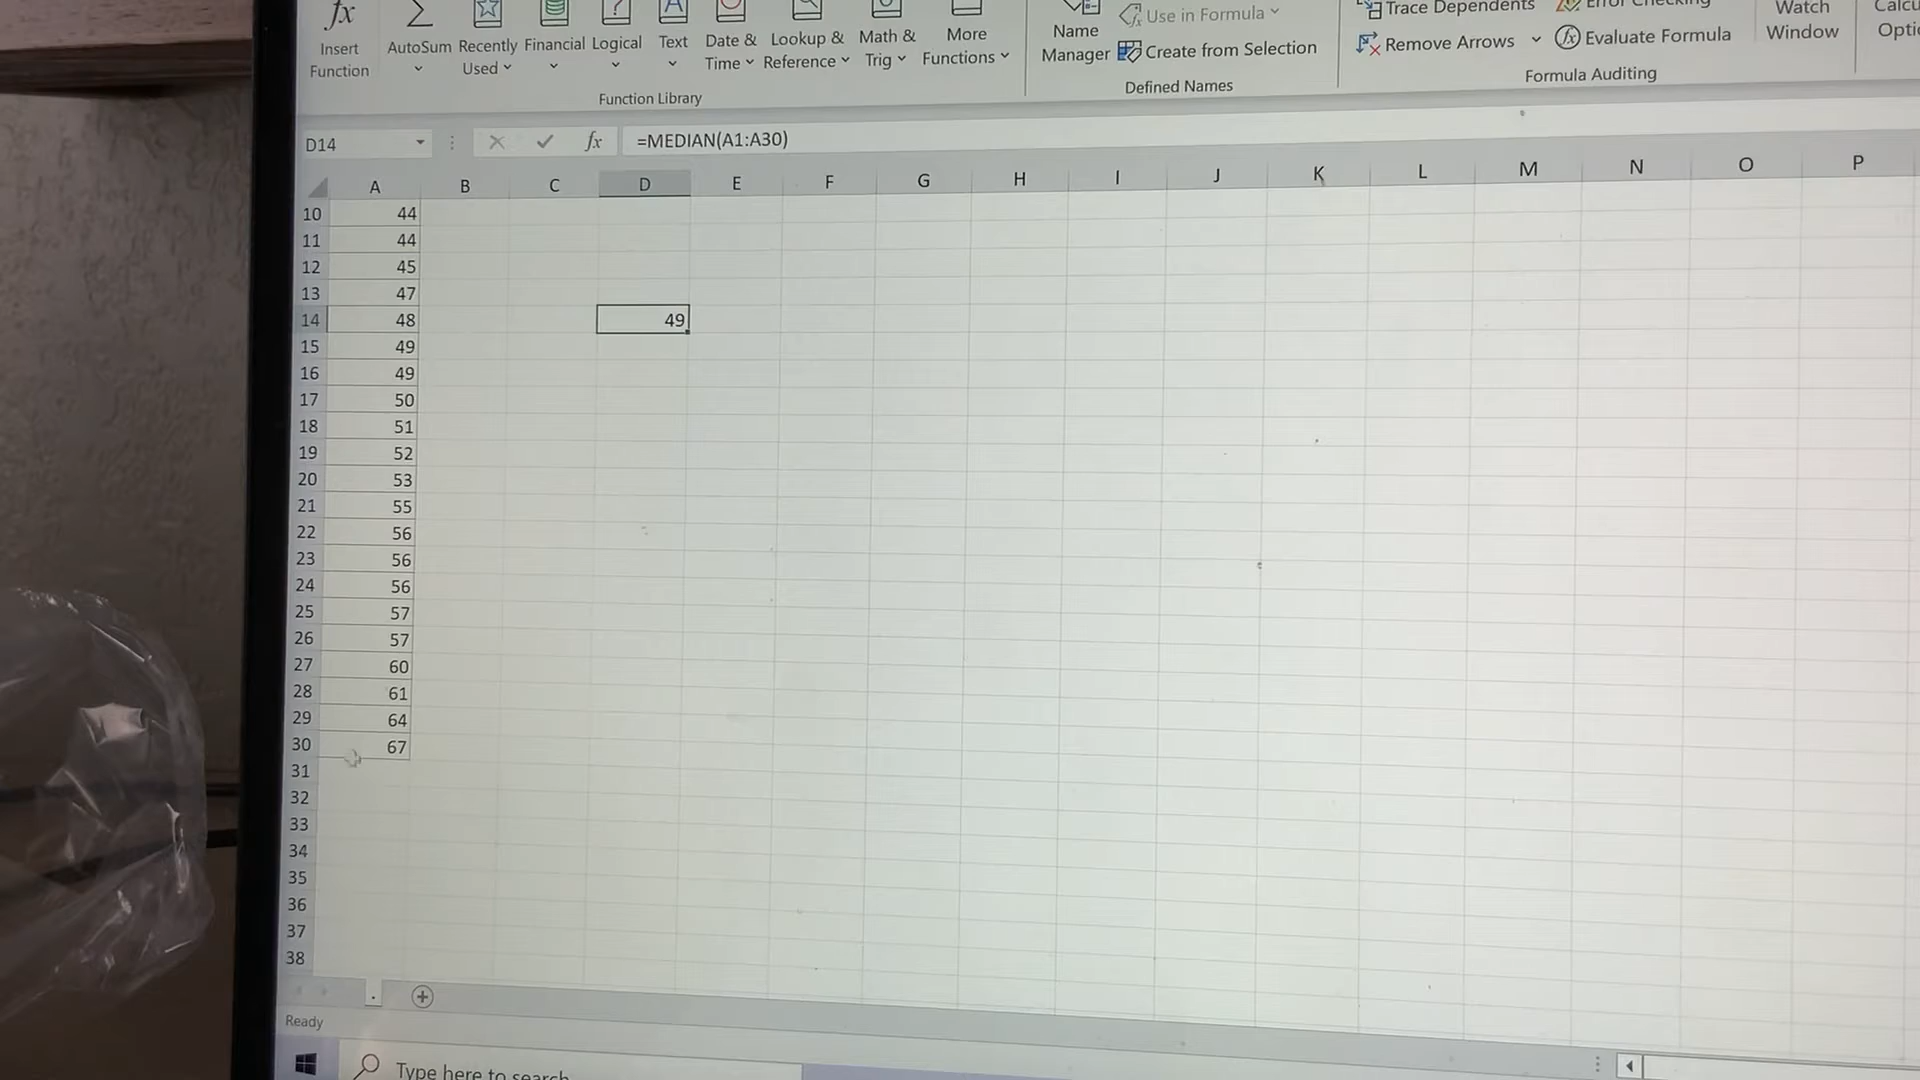 fx
Insert
Function
AutoSum
Recently
Used
Financial
Logical
Text
Date &
Time
Lookup &
Reference
Math &
Trig
More
Functions
Function Library
Name
Manager
Use in Formula
Create from Selection
Defined Names
Trace Dependents
Remove Arrows
Error Checking
Evaluate Formula
Formula Auditing
Watch
Window
D14
fx
=MEDIAN(A1:A30)
A B C D E F G H I J K L M N O P
10 44
11 44
12 45
13 47
14 48 49
15 49
16 49
17 50
18 51
19 52
20 53
21 55
22 56
23 56
24 56
25 57
26 57
27 60
28 61
29 64
30 67
31
32
33
34
35
36
37
38
Ready
Type here to search